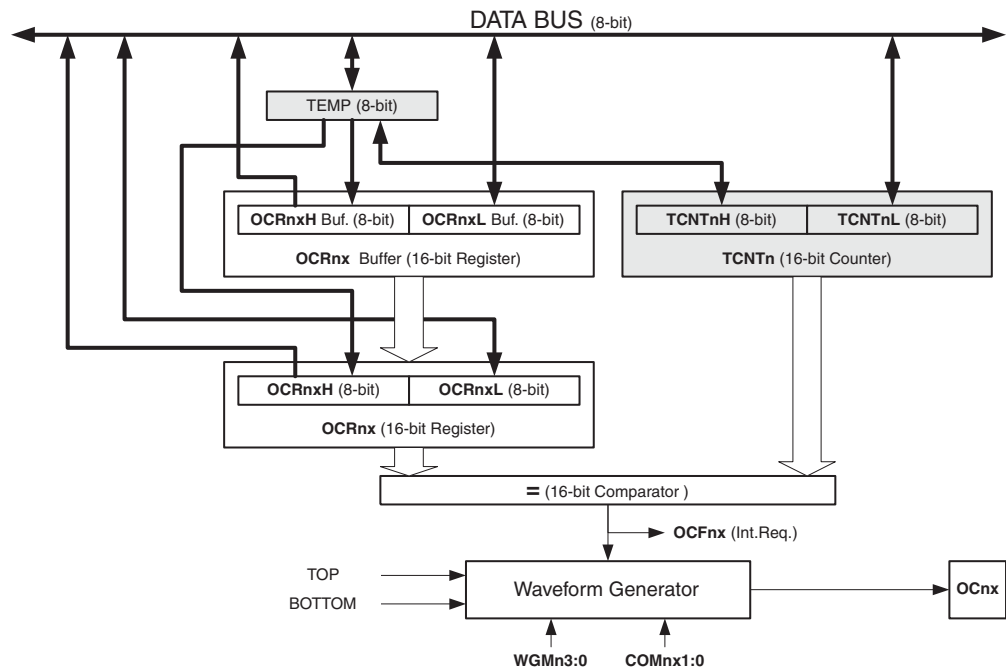 DATA BUS (8-bit)
TEMP (8-bit)
OCRnxH Buf. (8-bit)
OCRnxL Buf. (8-bit)
OCRnx Buffer (16-bit Register)
TCNTnH (8-bit)
TCNTnL (8-bit)
TCNTn (16-bit Counter)
OCRnxH (8-bit)
OCRnxL (8-bit)
OCRnx (16-bit Register)
= (16-bit Comparator )
OCFnx (Int.Req.)
TOP
BOTTOM
Waveform Generator
OCnx
WGMn3:0
COMnx1:0